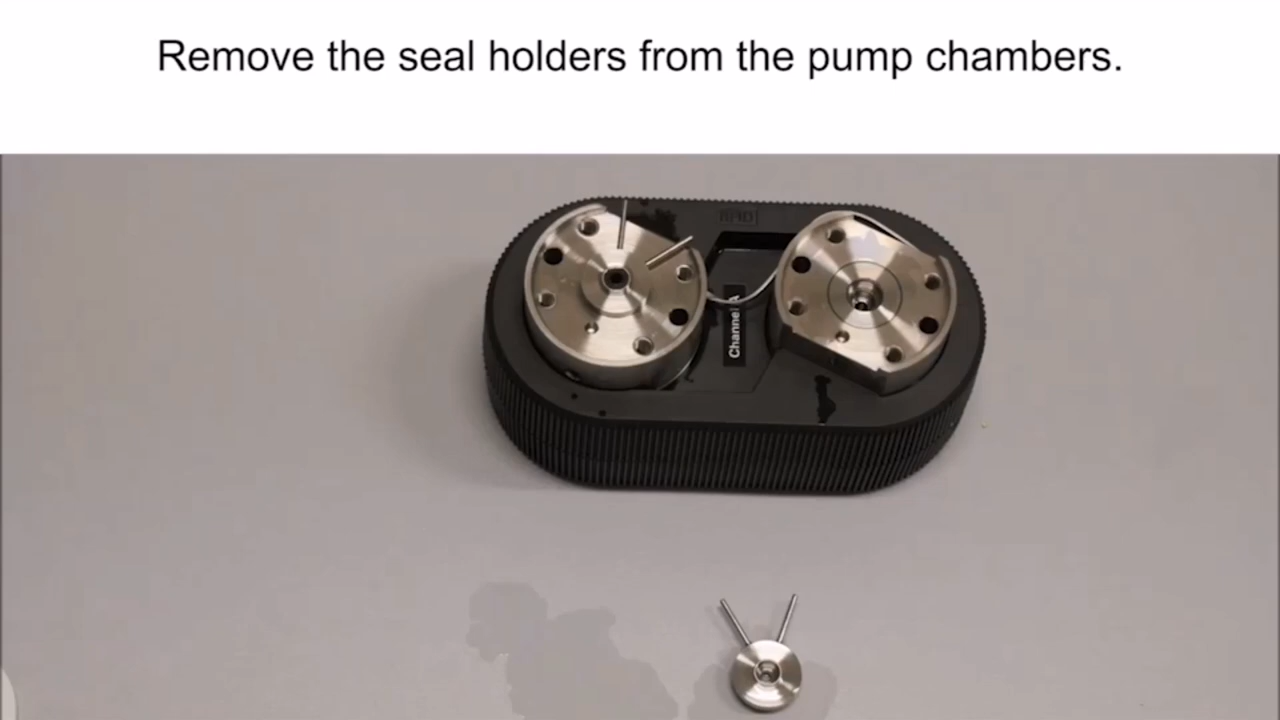 Remove the seal holders from the pump chambers.
Channel A